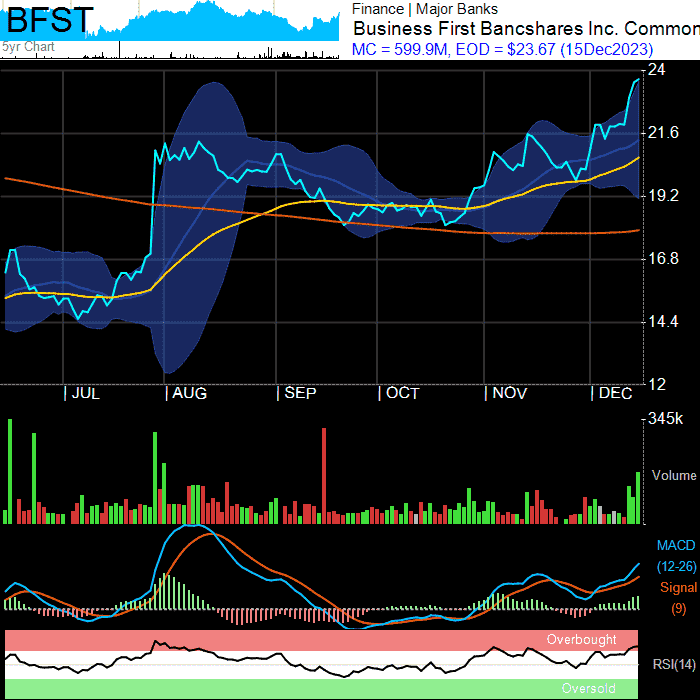 BFST
5yr Chart
Finance | Major Banks
Business First Bancshares Inc. Common
MC = 599.9M, EOD = $23.67 (15Dec2023)
24
21.6
19.2
16.8
14.4
12
| JUL | AUG | SEP | OCT | NOV | DEC
345k
Volume
MACD
(12-26)
Signal
(9)
Overbought
RSI(14)
Oversold